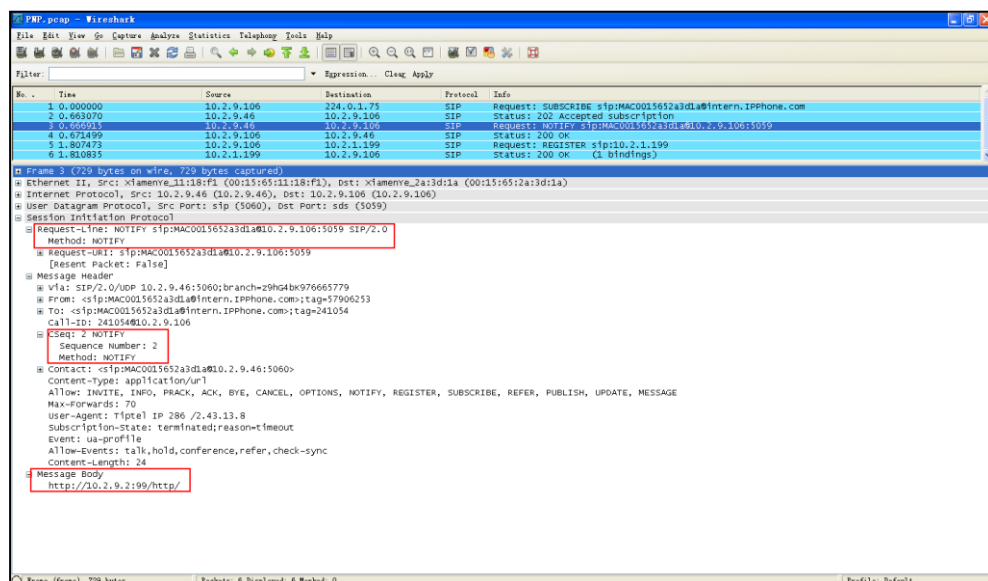 PNP.pcap - Wireshark
File Edit View Go Capture Analyze Statistics Telephony Tools Help
Filter: Expression... Clear Apply
No. . Time Source Destination Protocol Info
1 0.000000 10.2.9.106 224.0.1.75 SIP Request: SUBSCRIBE sip:MAC0015652a3d1a@intern.IPPhone.com
2 0.663070 10.2.9.46 10.2.9.106 SIP Status: 202 Accepted subscription
3 0.666915 10.2.9.46 10.2.9.106 SIP Request: NOTIFY sip:MAC0015652a3d1a@10.2.9.106:5059
4 0.671499 10.2.9.106 10.2.9.46 SIP Status: 200 OK
5 1.807473 10.2.9.106 10.2.1.199 SIP Request: REGISTER sip:10.2.1.199
6 1.810835 10.2.1.199 10.2.9.106 SIP Status: 200 OK (1 bindings)
Frame 3 (729 bytes on wire, 729 bytes captured)
Ethernet II, Src: XiamenYe_11:18:f1 (00:15:65:11:18:f1), Dst: XiamenYe_2a:3d:1a (00:15:65:2a:3d:1a)
Internet Protocol, Src: 10.2.9.46 (10.2.9.46), Dst: 10.2.9.106 (10.2.9.106)
User Datagram Protocol, Src Port: sip (5060), Dst Port: sds (5059)
Session Initiation Protocol
Request-Line: NOTIFY sip:MAC0015652a3d1a@10.2.9.106:5059 SIP/2.0
Method: NOTIFY
Request-URI: sip:MAC0015652a3d1a@10.2.9.106:5059
[Resent Packet: False]
Message Header
Via: SIP/2.0/UDP 10.2.9.46:5060;branch=z9hG4bK976665779
From: <sip:MAC0015652a3d1a@intern.IPPhone.com>;tag=57906253
To: <sip:MAC0015652a3d1a@intern.IPPhone.com>;tag=241054
Call-ID: 241054@10.2.9.106
CSeq: 2 NOTIFY
Sequence Number: 2
Method: NOTIFY
Contact: <sip:MAC0015652a3d1a@10.2.9.46:5060>
Content-Type: application/url
Allow: INVITE, INFO, PRACK, ACK, BYE, CANCEL, OPTIONS, NOTIFY, REGISTER, SUBSCRIBE, REFER, PUBLISH, UPDATE, MESSAGE
Max-Forwards: 70
User-Agent: Tiptel IP 286 /2.43.13.8
Subscription-State: terminated;reason=timeout
Event: ua-profile
Allow-Events: talk,hold,conference,refer,check-sync
Content-Length: 24
Message Body
http://10.2.9.2:99/http/
Frame (frame), 729 bytes Packets: 6 Displayed: 6 Marked: 0 Profile: Default